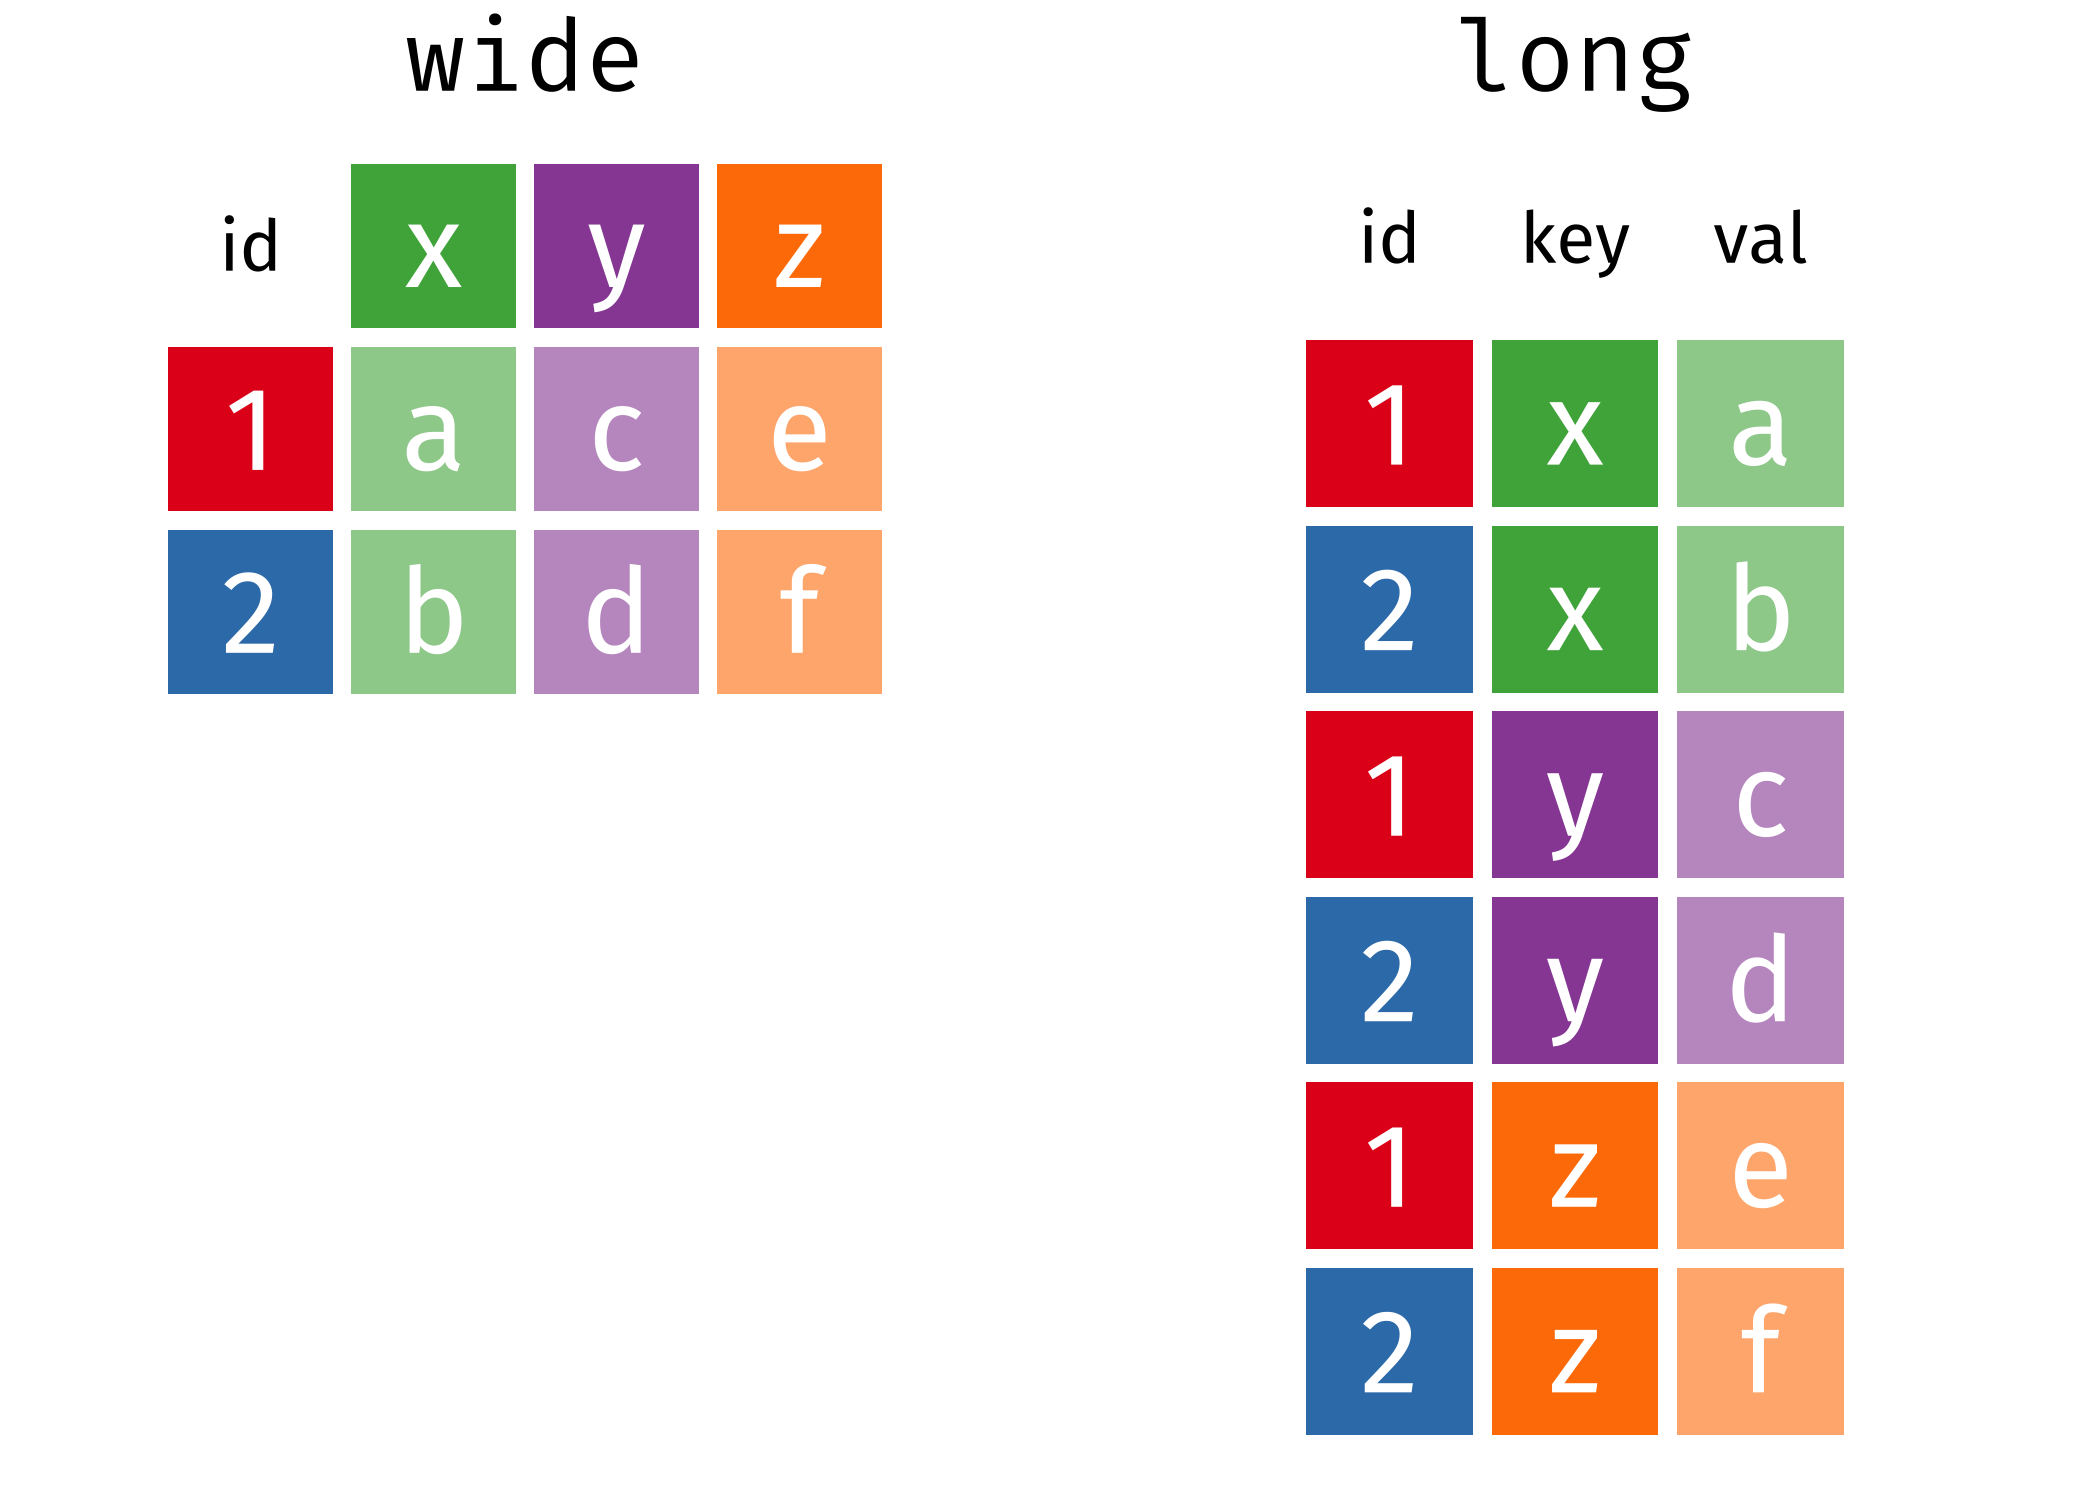 wide
id x y z
1 a c e
2 b d f
long
id key val
1 x a
2 x b
1 y c
2 y d
1 z e
2 z f